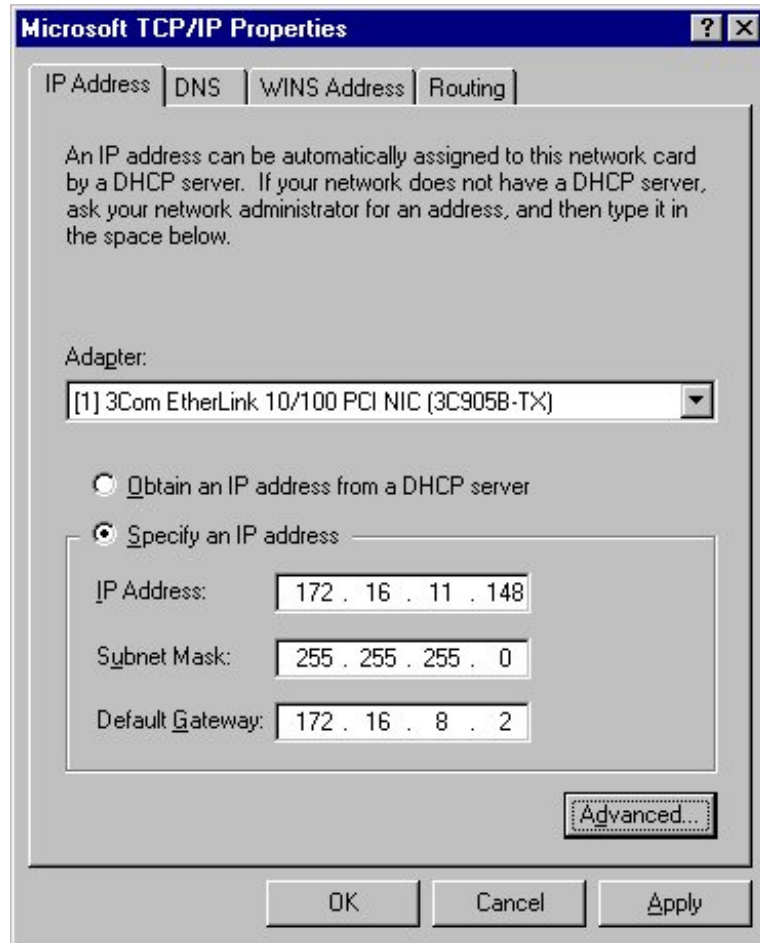 Microsoft TCP/IP Properties
IP Address DNS WINS Address Routing
An IP address can be automatically assigned to this network card
by a DHCP server. If your network does not have a DHCP server,
ask your network administrator for an address, and then type it in
the space below.
Adapter:
[1] 3Com EtherLink 10/100 PCI NIC (3C905B-TX)
Obtain an IP address from a DHCP server
Specify an IP address
IP Address: 172 . 16 . 11 . 148
Subnet Mask: 255 . 255 . 255 . 0
Default Gateway: 172 . 16 . 8 . 2
Advanced...
OK Cancel Apply